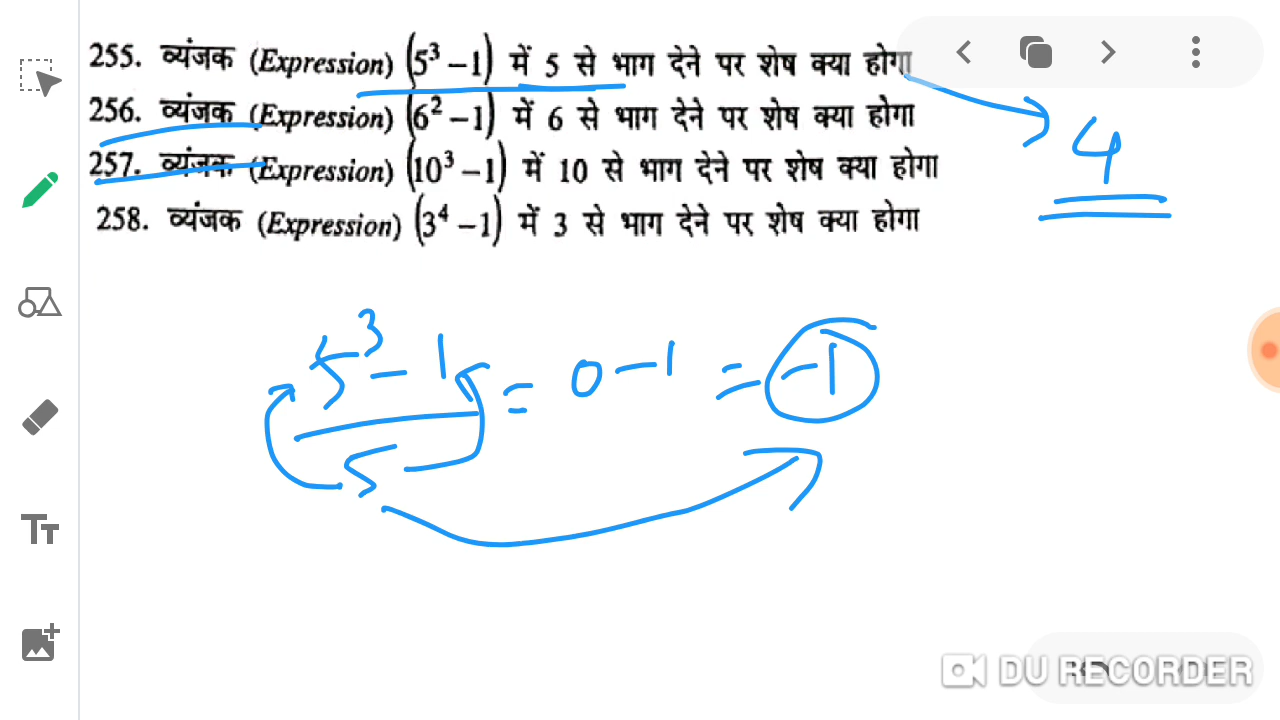 255. व्यंजक (Expression) (5³ – 1) में 5 से भाग देने पर शेष क्या होगा
256. व्यंजक (Expression) (6² – 1) में 6 से भाग देने पर शेष क्या होगा
257. व्यंजक (Expression) (10³ – 1) में 10 से भाग देने पर शेष क्या होगा
258. व्यंजक (Expression) (3⁴ – 1) में 3 से भाग देने पर शेष क्या होगा
4
5³ – 1 = 0 – 1 = – 1
5
Tт
DU RECORDER